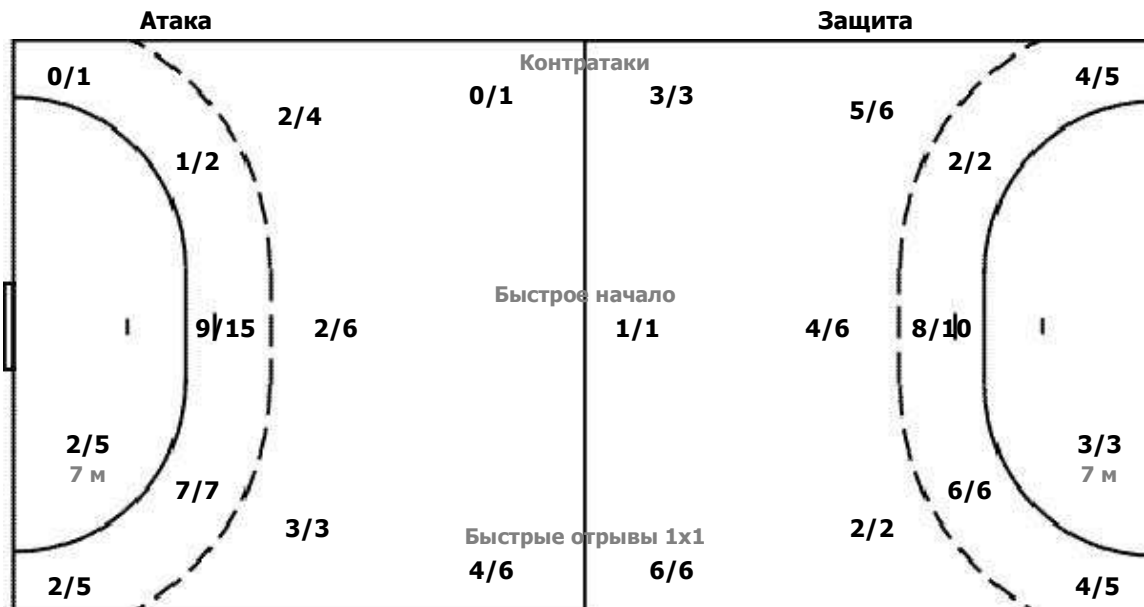 Атака Защита
Контратаки
0/1 2/4 0/1 3/3 5/6 4/5
1/2 2/2
Быстрое начало
9/15 2/6 1/1 4/6 8/10
2/5 3/3
7 м 7 м
7/7 6/6
3/3 Быстрые отрывы 1x1 2/2
2/5 4/6 6/6 4/5